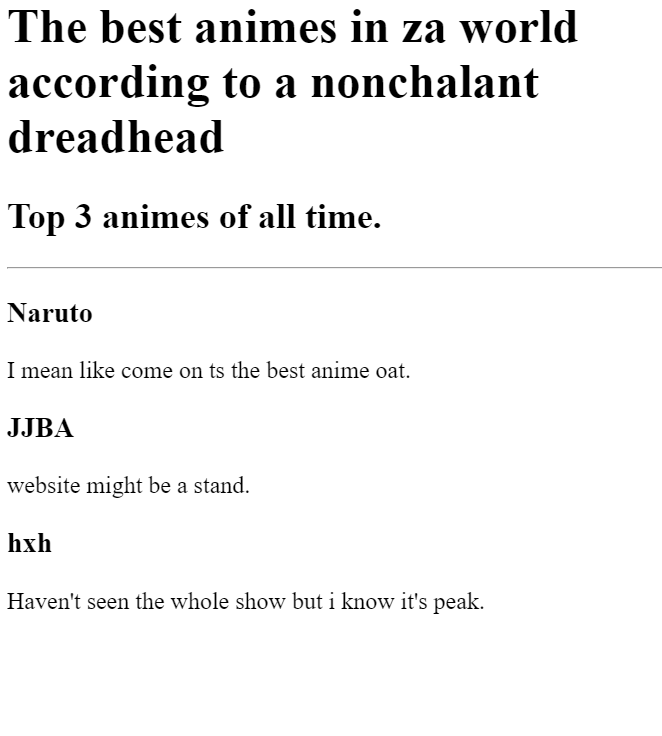 The best animes in za world
according to a nonchalant
dreadhead
Top 3 animes of all time.
Naruto
I mean like come on ts the best anime oat.
JJBA
website might be a stand.
hxh
Haven't seen the whole show but i know it's peak.